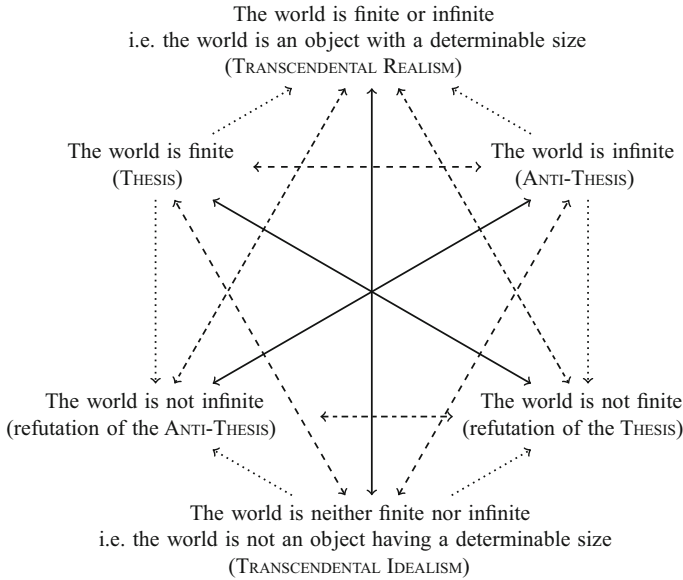 The world is finite or infinite
i.e. the world is an object with a determinable size
(TRANSCENDENTAL REALISM)
The world is finite
(THESIS)
The world is infinite
(ANTI-THESIS)
The world is not infinite
(refutation of the ANTI-THESIS)
The world is not finite
(refutation of the THESIS)
The world is neither finite nor infinite
i.e. the world is not an object having a determinable size
(TRANSCENDENTAL IDEALISM)